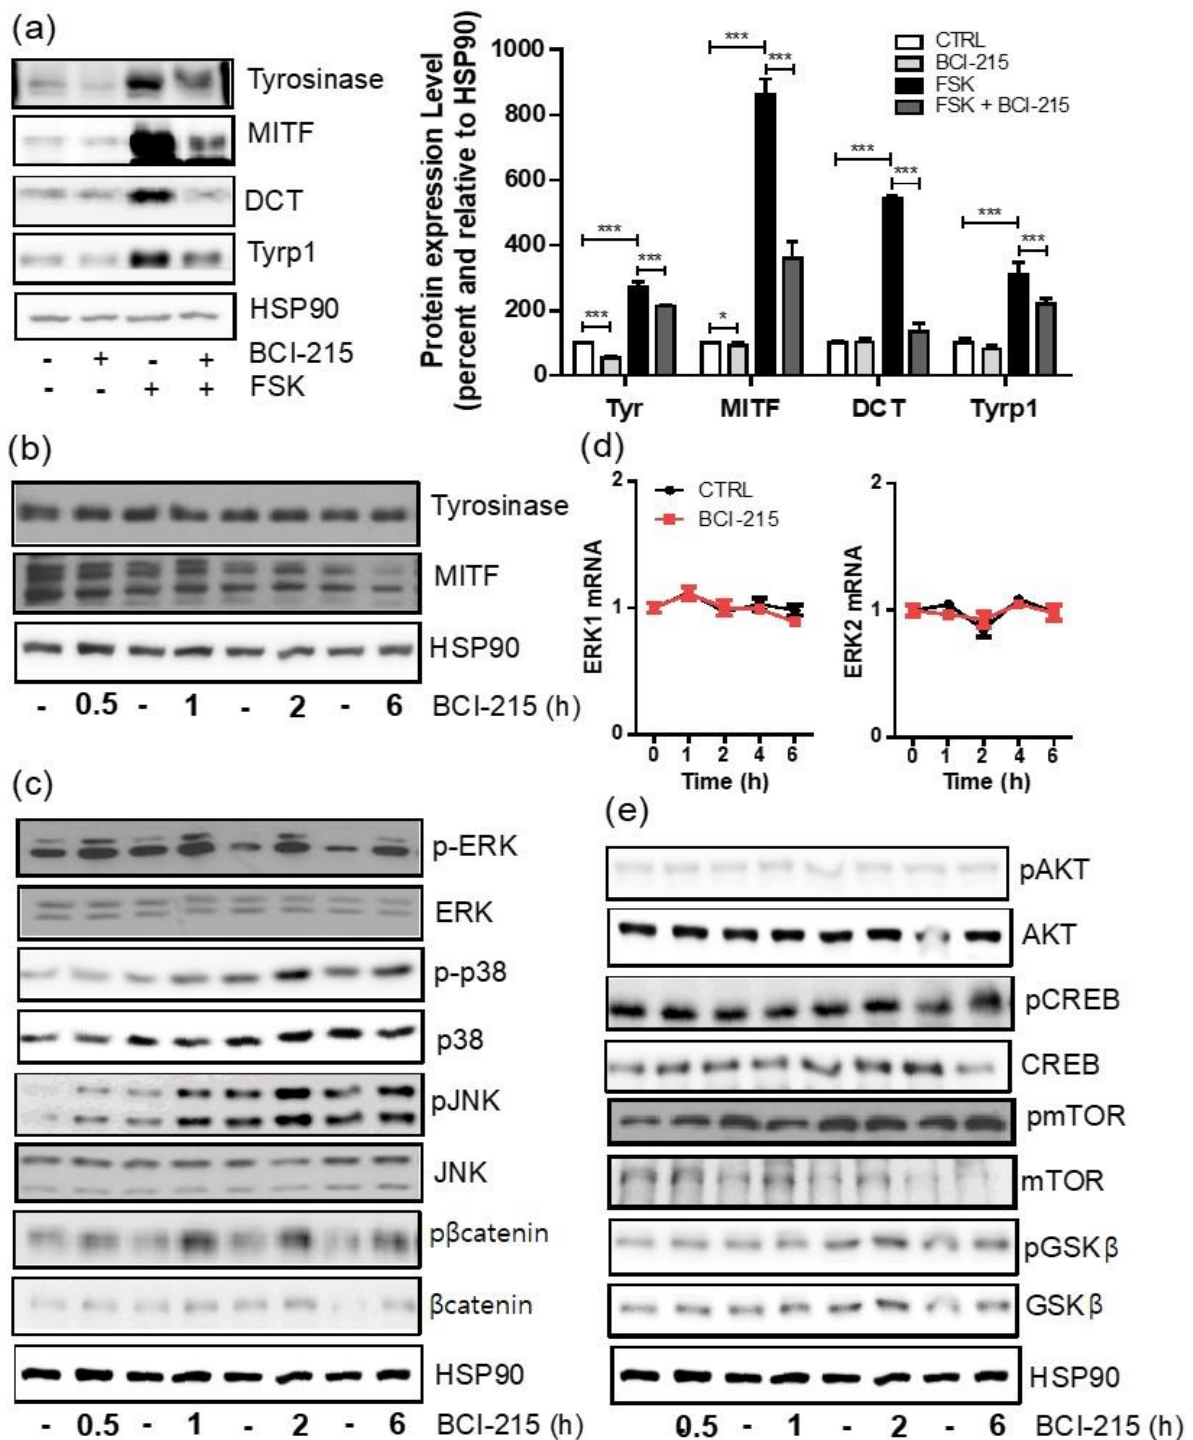 (a)
Tyrosinase
MITF
DCT
Tyrp1
HSP90
- + - + BCI-215
- - + + FSK
Protein expression Level
(percent and relative to HSP90)
1000
800
600
400
200
0
CTRL
BCI-215
FSK
FSK + BCI-215
*** *** ***
* *** ***
*** ***
*** ***
Tyr MITF DCT Tyrp1
(b)
Tyrosinase
MITF
HSP90
- 0.5 - 1 - 2 - 6 BCI-215 (h)
(d)
ERK1 mRNA
2
1
0
CTRL
BCI-215
0 1 2 4 6
Time (h)
ERK2 mRNA
2
1
0
0 1 2 4 6
Time (h)
(c)
p-ERK
ERK
p-p38
p38
pJNK
JNK
pβcatenin
βcatenin
HSP90
- 0.5 - 1 - 2 - 6 BCI-215 (h)
(e)
pAKT
AKT
pCREB
CREB
pmTOR
mTOR
pGSKβ
GSKβ
HSP90
- 0.5 - 1 - 2 - 6 BCI-215 (h)